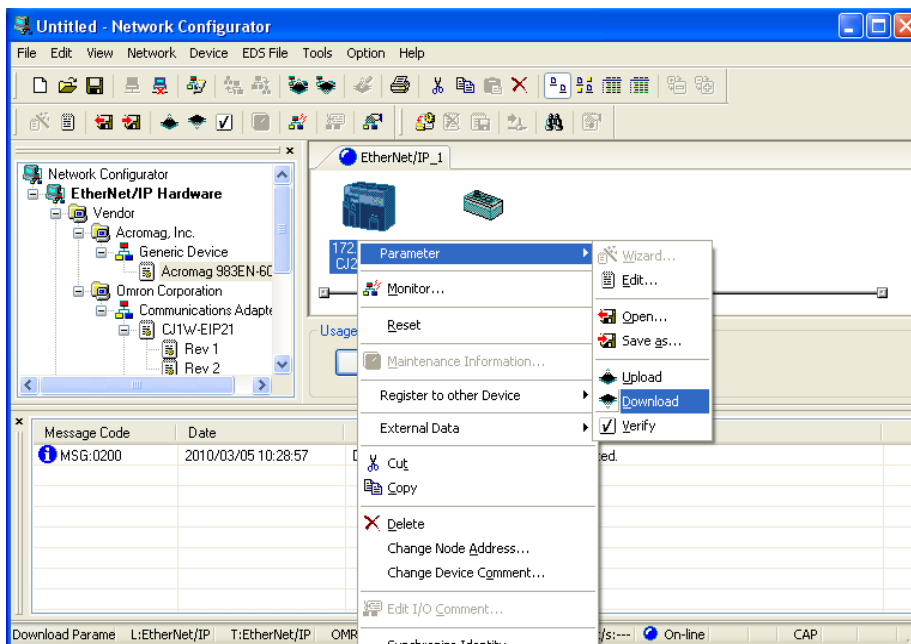 Untitled - Network Configurator
File Edit View Network Device EDS File Tools Option Help
EtherNet/IP_1
Network Configurator
EtherNet/IP Hardware
Vendor
Acromag, Inc.
Generic Device
Acromag 983EN-6C
Omron Corporation
Communications Adapte
CJ1W-EIP21
Rev 1
Rev 2
172.
CJ2
Usage
Parameter
Monitor...
Reset
Maintenance Information...
Register to other Device
External Data
Cut
Copy
Delete
Change Node Address...
Change Device Comment...
Edit I/O Comment...
Synchronize Identity
Wizard...
Edit...
Open...
Save as...
Upload
Download
Verify
Message Code Date
MSG:0200 2010/03/05 10:28:57 ed.
Download Parame L:EtherNet/IP T:EtherNet/IP OMR /s:--- On-line CAP